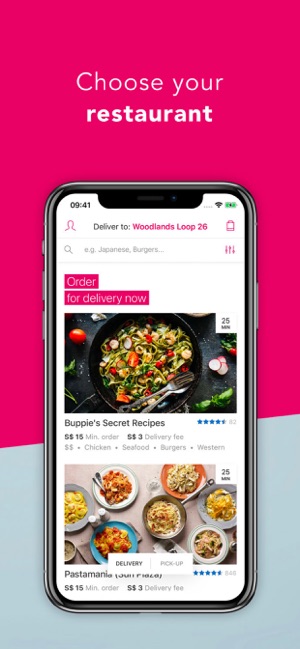 Choose your
restaurant
09:41
Deliver to: Woodlands Loop 26
e.g. Japanese, Burgers...
Order
for delivery now
25
MIN
Buppie's Secret Recipes
92
S$ 15 Min. order S$ 3 Delivery fee
$$ • Chicken • Seafood • Burgers • Western
25
MIN
DELIVERY PICK-UP
Pastamania (Sun Plaza)
548
S$ 15 Min. order S$ 3 Delivery fee